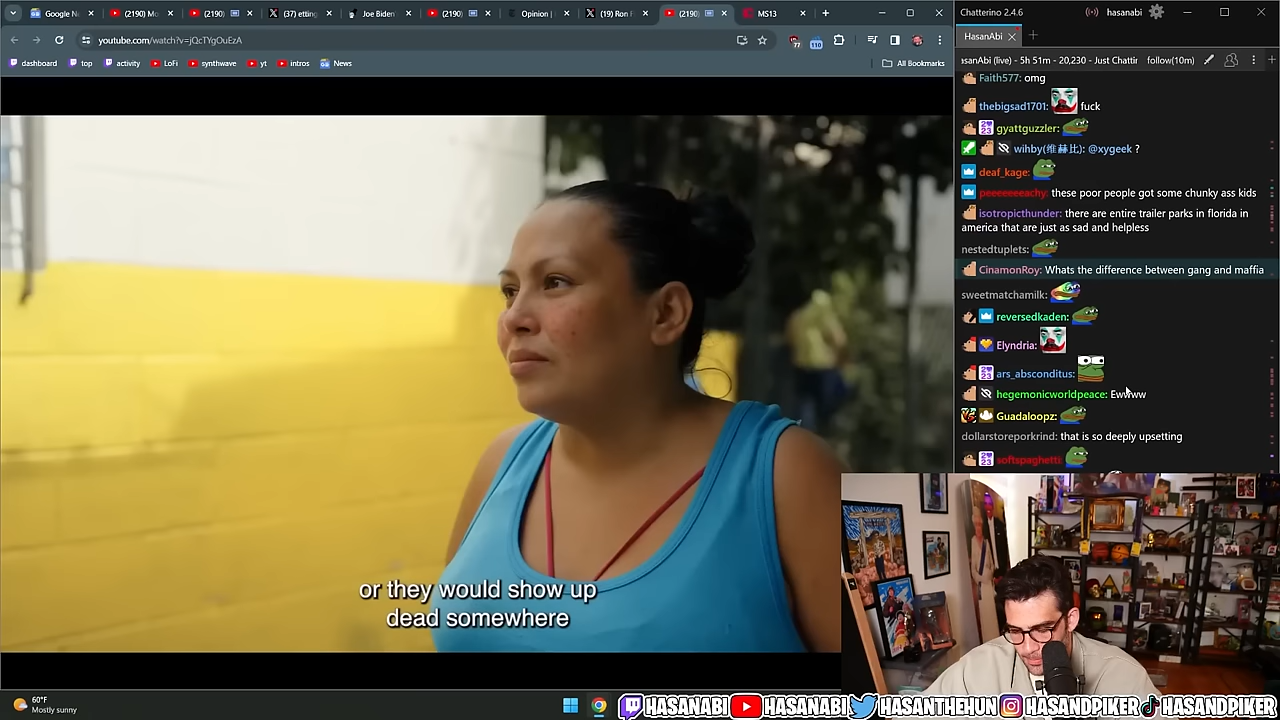 Google Ne
(2190) Mo
(2190)
(37) etting
Joe Biden'
(2190)
Opinion |
(19) Ron F
(2190)
MS13
youtube.com/watch?v=jQcTYgOuEzA
77
110
dashboard
top
activity
LoFi
synthwave
yt
intros
News
All Bookmarks
or they would show up
dead somewhere
60°F
Mostly sunny
Chatterino 2.4.6
hasanabi
HasanAbi
asanAbi (live) - 5h 51m - 20,230 - Just Chattin
follow(10m)
Faith577: omg
thebigsad1701: fuck
gyattguzzler:
wihby(维赫比): @xygeek ?
deaf_kage:
peeeeeeeachy: these poor people got some chunky ass kids
isotropicthunder: there are entire trailer parks in florida in
america that are just as sad and helpless
nestedtuplets:
CinamonRoy: Whats the difference between gang and maffia
sweetmatchamilk:
reversedkaden:
Elyndria:
ars_absconditus:
hegemonicworldpeace: Ewwww
Guadaloopz:
dollarstoreporkrind: that is so deeply upsetting
softspaghetti:
HASANABI
HASANABI
HASANTHEHUN
HASANDPIKER
HASANDPIKER